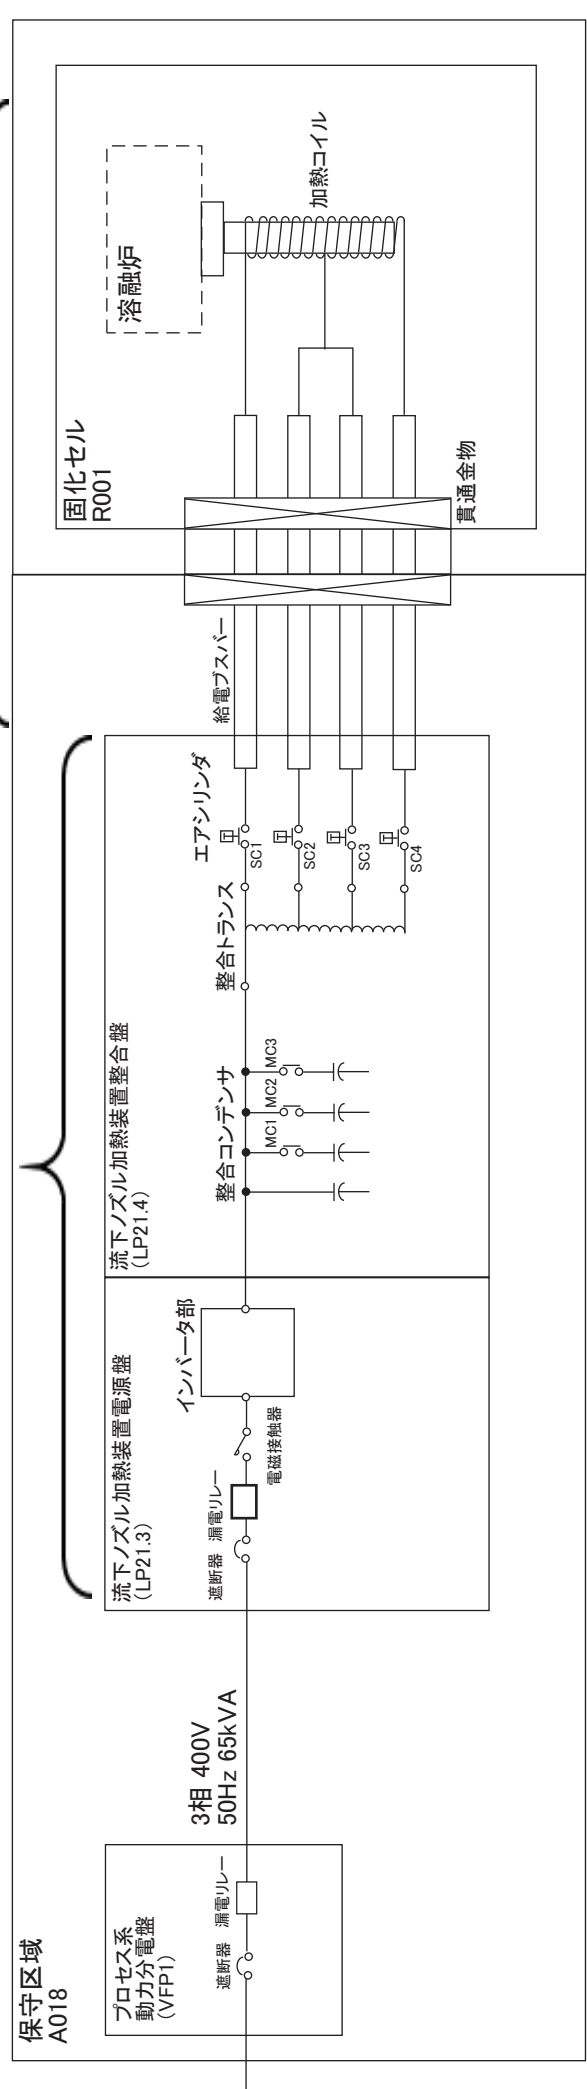 保守区域
A018
プロセス系
動力分電盤
(VFP1)
遮断器
漏電リレー
3相 400V
50Hz 65kVA
流下ノズル加熱装置電源盤
(LP21.3)
遮断器
漏電リレー
電磁接触器
インバータ部
流下ノズル加熱装置整合盤
(LP21.4)
整合コンデンサ
MC1
MC2
MC3
整合トランス
エアシリンダ
SC1
SC2
SC3
SC4
給電ブスバー
貫通金物
固化セル
R001
溶融炉
加熱コイル